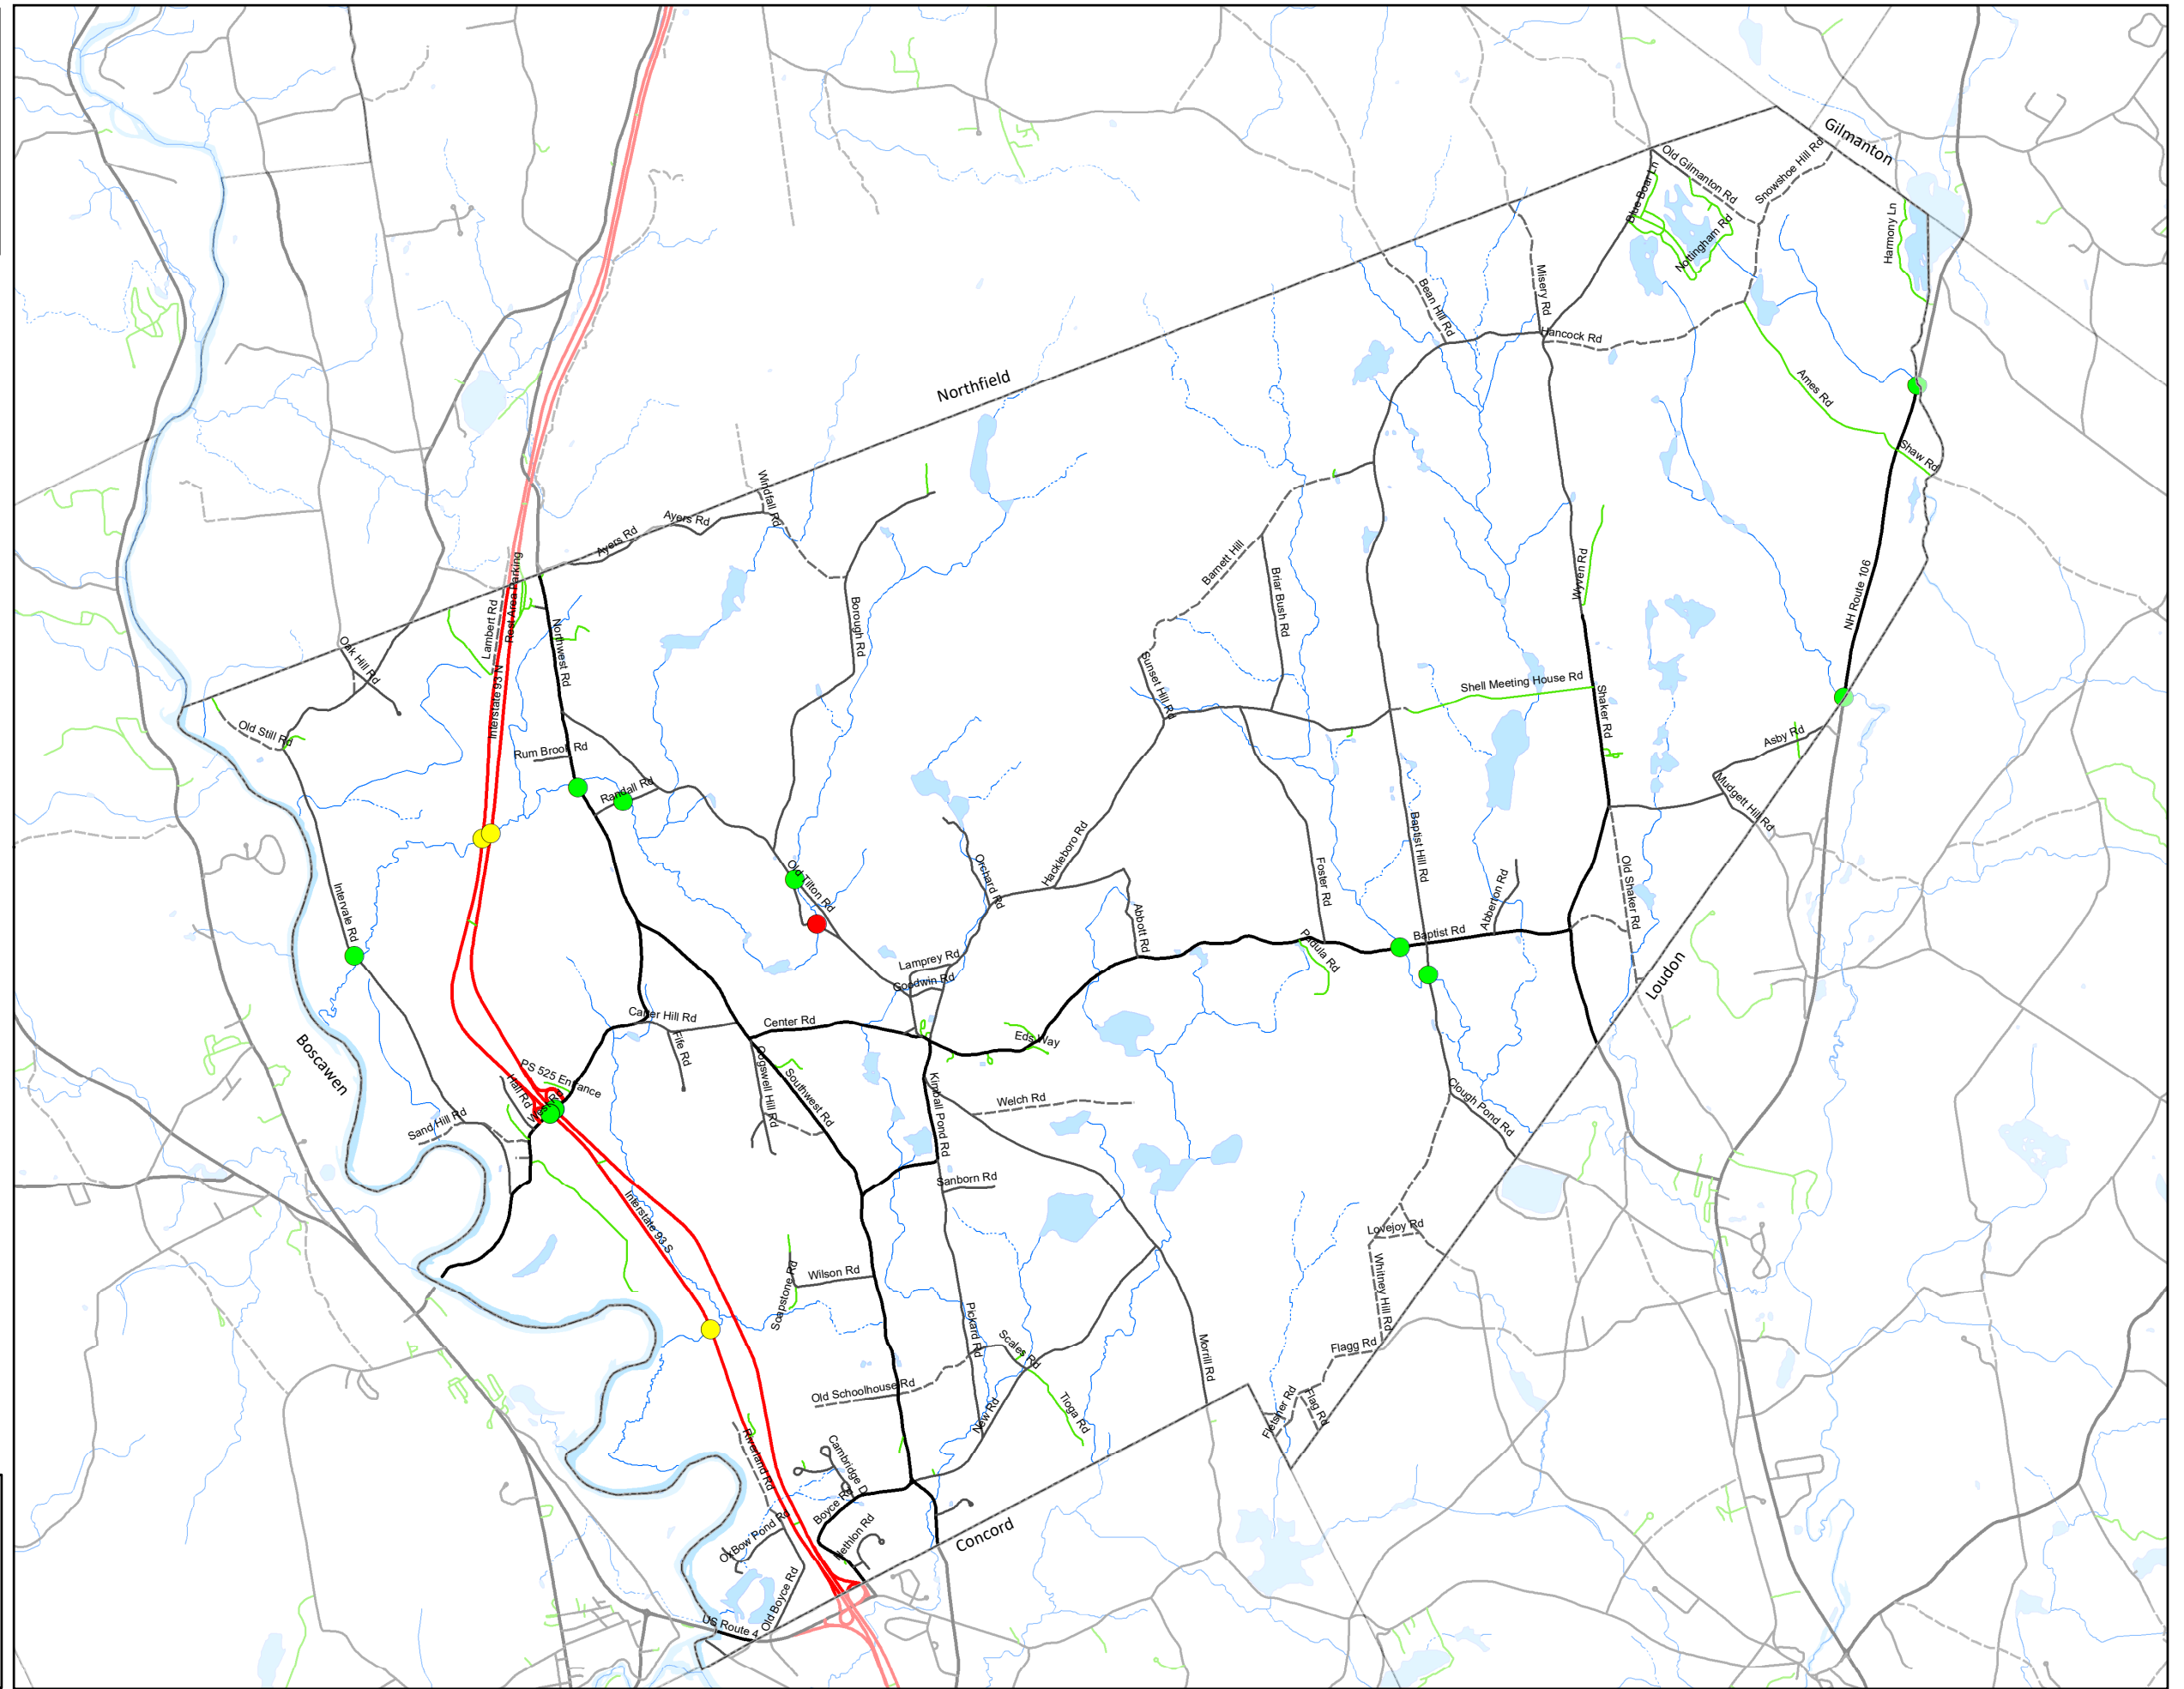 Gilmanton
Old Gilmanton Rd
Snowshoe Hill Rd
Blue Boar Ln
Nottingham Rd
Harmony Ln
Misery Rd
Bean Hill Rd
Hancock Rd
Ames Rd
Northfield
Shaw Rd
Windfall Rd
Ayers Rd
Ayers Rd
Rest Area Parking
Lambert Rd
Barnett Hill
Briar Bush Rd
Wyven Rd
NH Route 106
Borough Rd
Northwest Rd
Oak Hill Rd
Interstate 93 N
Sunset Hill Rd
Shell Meeting House Rd
Shaker Rd
Old Still Rd
Rum Brook Rd
Asby Rd
Randall Rd
Mudgett Hill Rd
Hackleboro Rd
Baptist Hill Rd
Old Tilton Rd
Orchard Rd
Foster Rd
Abberton Rd
Old Shaker Rd
Intervale Rd
Abbott Rd
Baptist Rd
Padula Rd
Lamprey Rd
Goodwin Rd
Loudon
Carter Hill Rd
Center Rd
Eds Way
Fife Rd
Boscawen
Cogswell Hill Rd
Southwest Rd
PS 525 Entrance
Hall Rd
West Rd
Kimball Pond Rd
Welch Rd
Clough Pond Rd
Sand Hill Rd
Sanborn Rd
Interstate 93 S
Lovejoy Rd
Whitney Hill Rd
Soapstone Rd
Wilson Rd
Pickard Rd
Scales Rd
Morrill Rd
Flagg Rd
Old Schoolhouse Rd
Tioga Rd
New Rd
Flag Rd
Riverland Rd
Cambridge D
Boyce Rd
OxBow Pond Rd
Concord
Old Boyce Rd
US Route 4